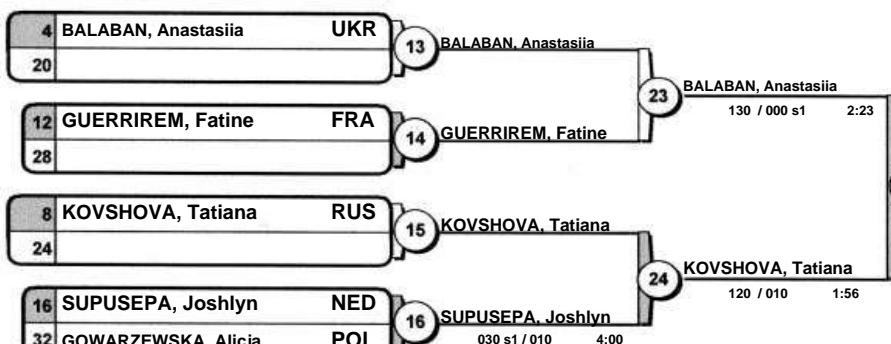 4 BALABAN, Anastasiia UKR
20
13 BALABAN, Anastasiia
12 GUERRIREM, Fatine FRA
28
14 GUERRIREM, Fatine
23 BALABAN, Anastasiia
130 / 000 s1 2:23
8 KOVSHOVA, Tatiana RUS
24
15 KOVSHOVA, Tatiana
16 SUPUSEPA, Joshlyn NED
32 GOWARZEWSKA, Alicja POL
16 SUPUSEPA, Joshlyn
030 s1 / 010 4:00
24 KOVSHOVA, Tatiana
120 / 010 1:56